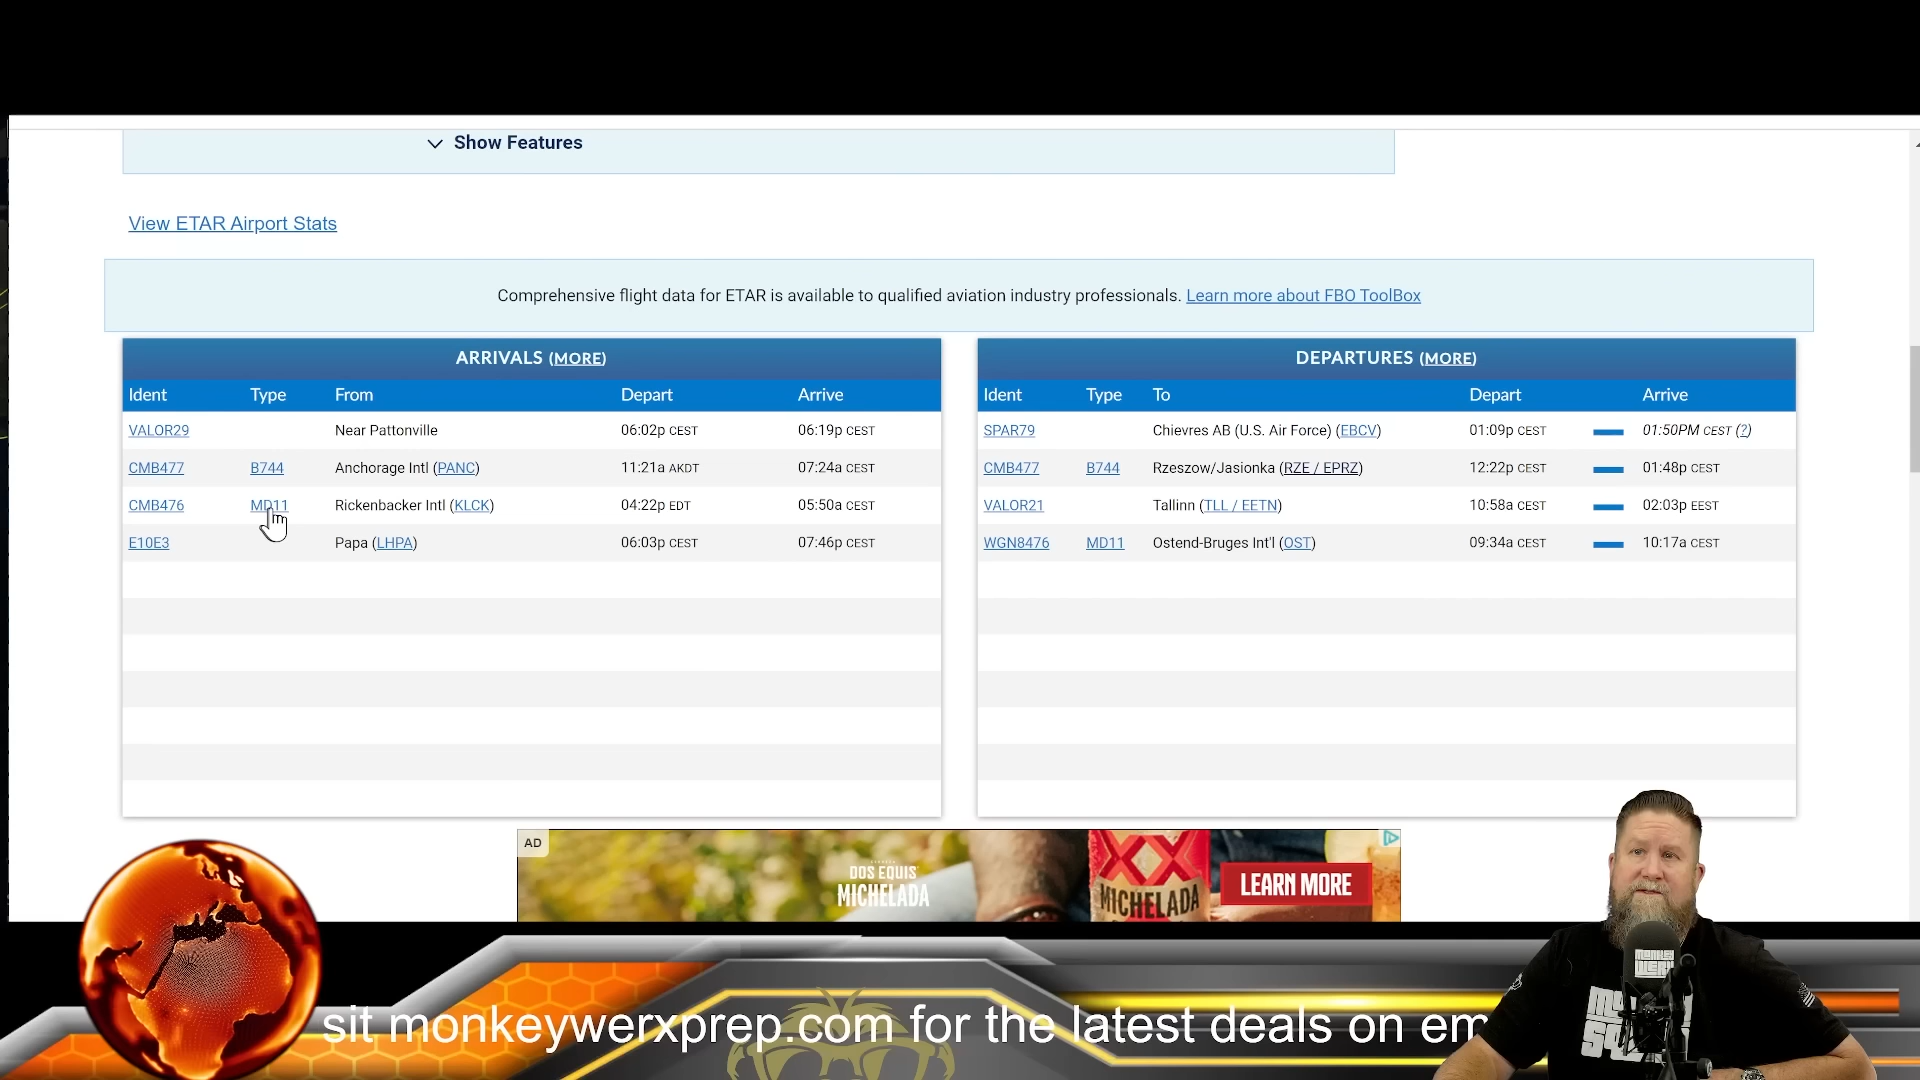 Show Features
View ETAR Airport Stats
Comprehensive flight data for ETAR is available to qualified aviation industry professionals. Learn more about FBO ToolBox
ARRIVALS (MORE)
Ident Type From Depart Arrive
VALOR29 Near Pattonville 06:02p CEST 06:19p CEST
CMB477 B744 Anchorage Intl (PANC) 11:21a AKDT 07:24a CEST
CMB476 MD11 Rickenbacker Intl (KLCK) 04:22p EDT 05:50a CEST
E10E3 Papa (LHPA) 06:03p CEST 07:46p CEST
DEPARTURES (MORE)
Ident Type To Depart Arrive
SPAR79 Chievres AB (U.S. Air Force) (EBCV) 01:09p CEST 01:50PM CEST (?)
CMB477 B744 Rzeszow/Jasionka (RZE / EPRZ) 12:22p CEST 01:48p CEST
VALOR21 Tallinn (TLL / EETN) 10:58a CEST 02:03p EEST
WGN8476 MD11 Ostend-Bruges Int'l (OST) 09:34a CEST 10:17a CEST
AD
DOS EQUIS
MICHELADA
XX
MICHELADA
LEARN MORE
sit monkeywerxprep.com for the latest deals on em